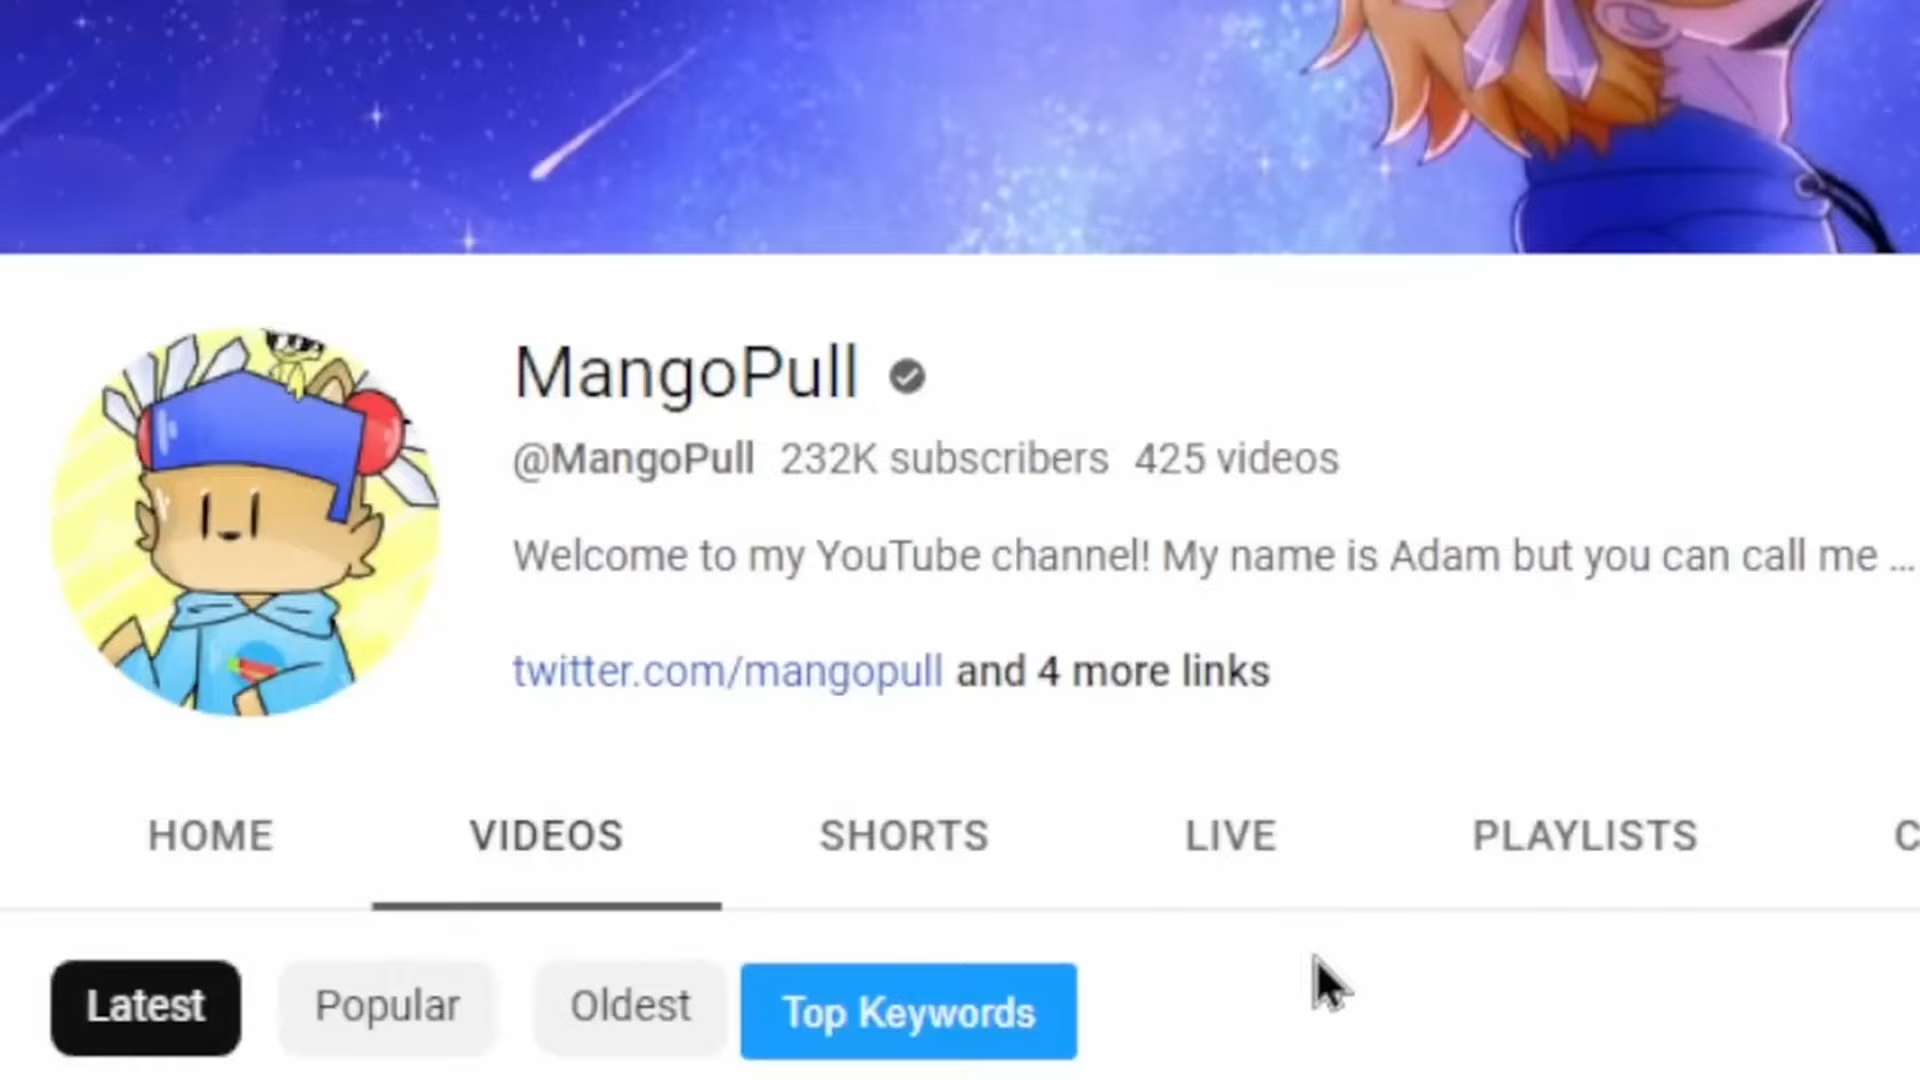 MangoPull
@MangoPull 232K subscribers 425 videos
Welcome to my YouTube channel! My name is Adam but you can call me ...
twitter.com/mangopull and 4 more links
HOME VIDEOS SHORTS LIVE PLAYLISTS C
Latest Popular Oldest Top Keywords